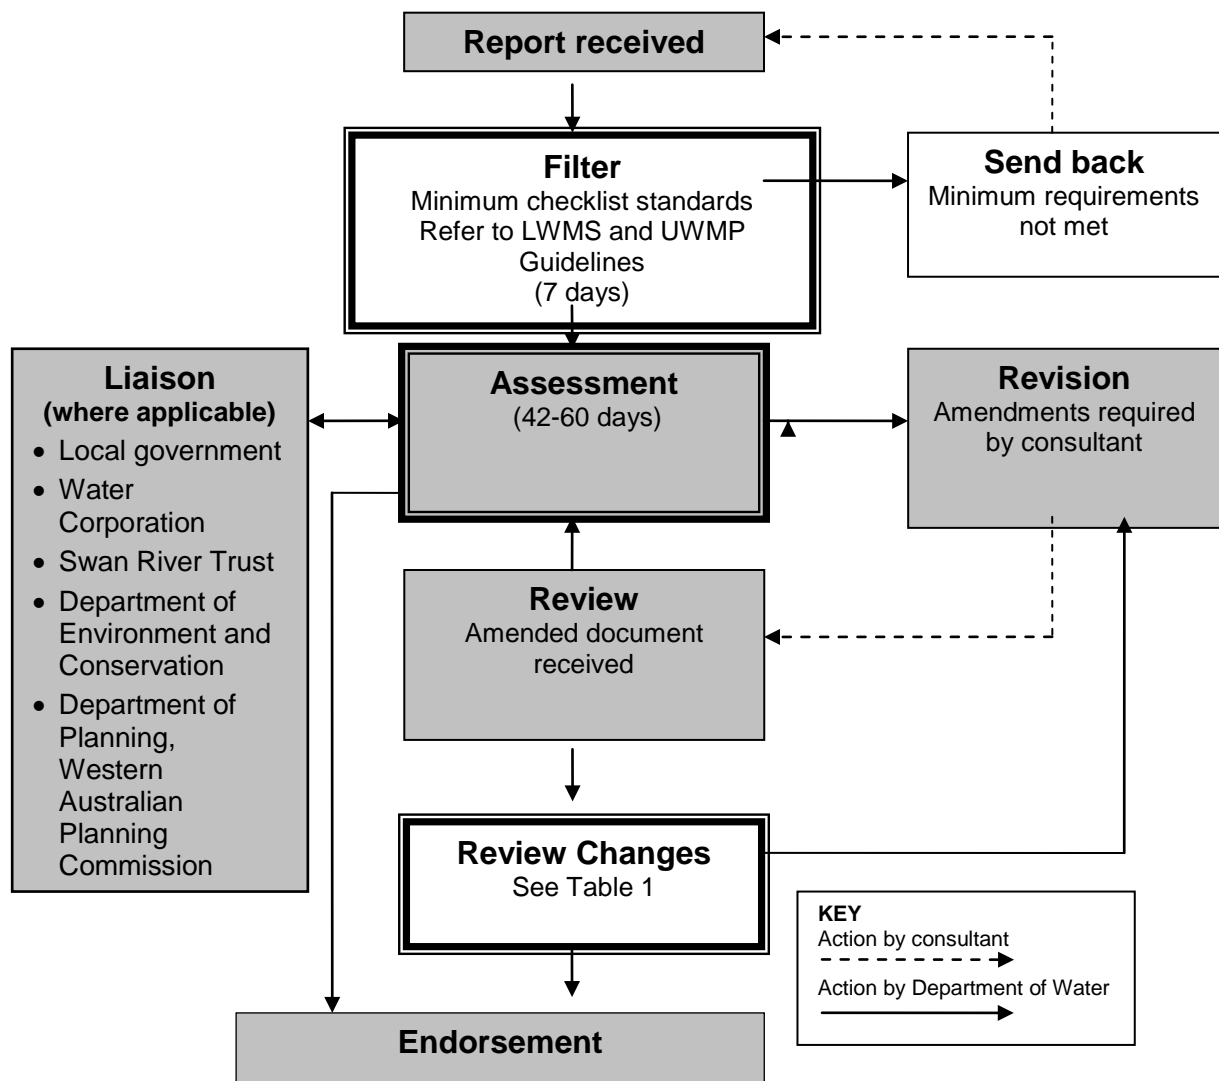 Report received
Filter
Minimum checklist standards
Refer to LWMS and UWMP
Guidelines
(7 days)
Send back
Minimum requirements
not met
Liaison
(where applicable)
• Local government
• Water
Corporation
• Swan River Trust
• Department of
Environment and
Conservation
• Department of
Planning,
Western
Australian
Planning
Commission
Assessment
(42-60 days)
Revision
Amendments required
by consultant
Review
Amended document
received
Review Changes
See Table 1
KEY
Action by consultant
Action by Department of Water
Endorsement